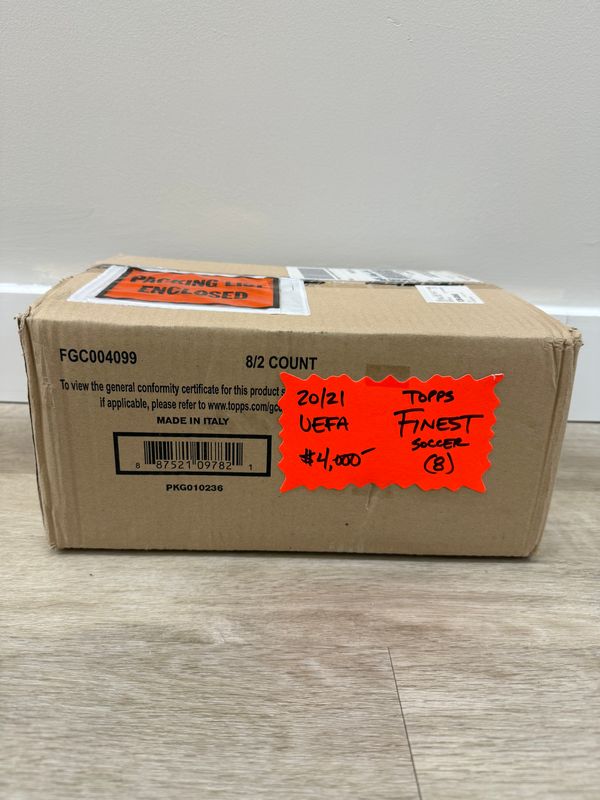 PACKING LIST
ENCLOSED
FGC004099
8/2 COUNT
To view the general conformity certificate for this product
if applicable, please refer to www.topps.com/gc
MADE IN ITALY
8 87521 09782 1
PKG010236
20/21 TOPPS
UEFA FINEST
SOCCER
$4,000 (8)